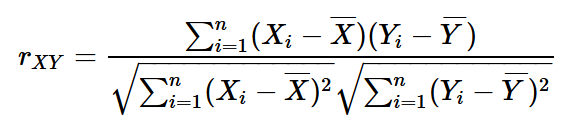 r_{XY} = \frac{\sum_{i=1}^{n}(X_i - \overline{X})(Y_i - \overline{Y})}{\sqrt{\sum_{i=1}^{n}(X_i - \overline{X})^2}\sqrt{\sum_{i=1}^{n}(Y_i - \overline{Y})^2}}